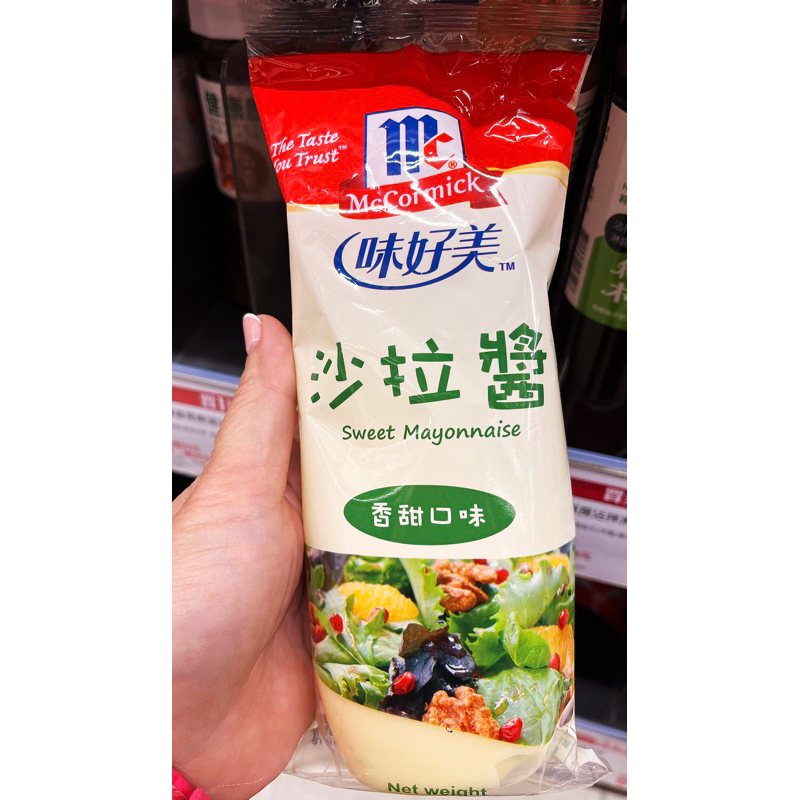 The Taste
You Trust™
Mc®
McCormick
味好美™
沙拉醬
Sweet Mayonnaise
香甜口味
Net weight